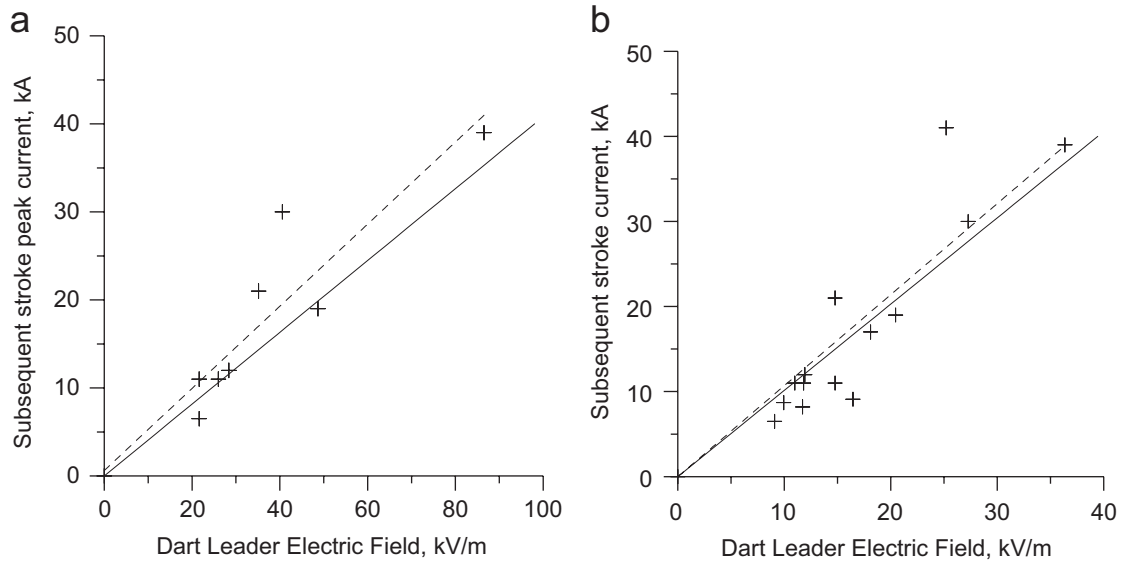 a
50
40
30
20
10
0
Subsequent stroke peak current, kA
0 20 40 60 80 100
Dart Leader Electric Field, kV/m
b
50
40
30
20
10
0
Subsequent stroke current, kA
0 10 20 30 40
Dart Leader Electric Field, kV/m